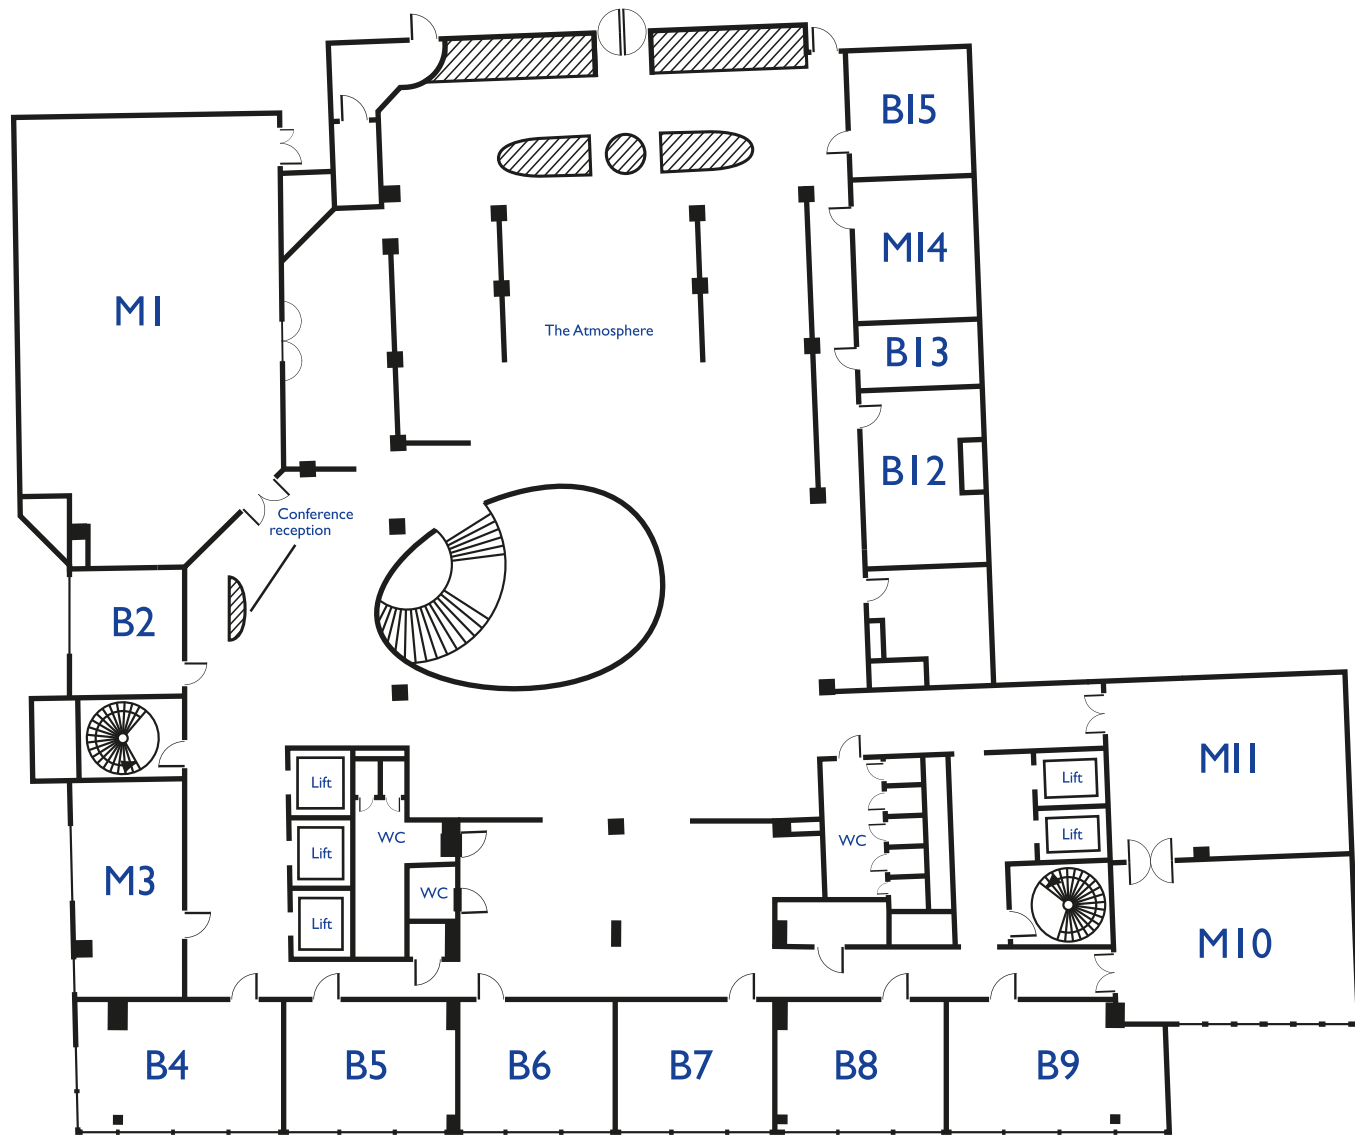 B15
M14
M1
The Atmosphere
B13
B12
Conference
reception
B2
M11
Lift
Lift
Lift
WC
WC
Lift
Lift
M3
WC
Lift
M10
B4
B5
B6
B7
B8
B9